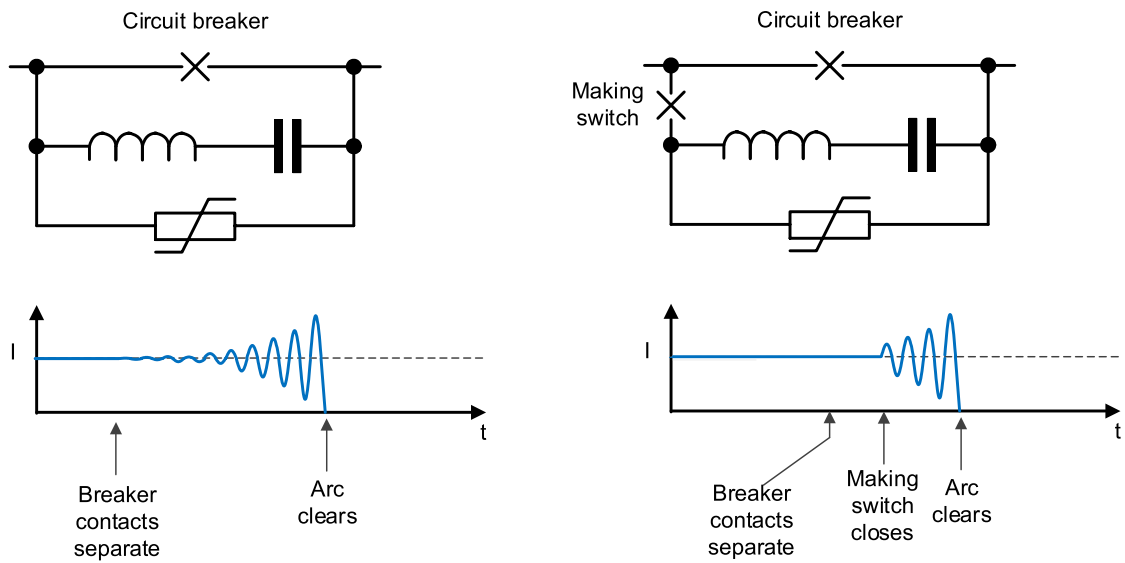 Circuit breaker
I
t
Breaker
contacts
separate
Arc
clears
Circuit breaker
Making
switch
I
t
Breaker
contacts
separate
Making
switch
closes
Arc
clears